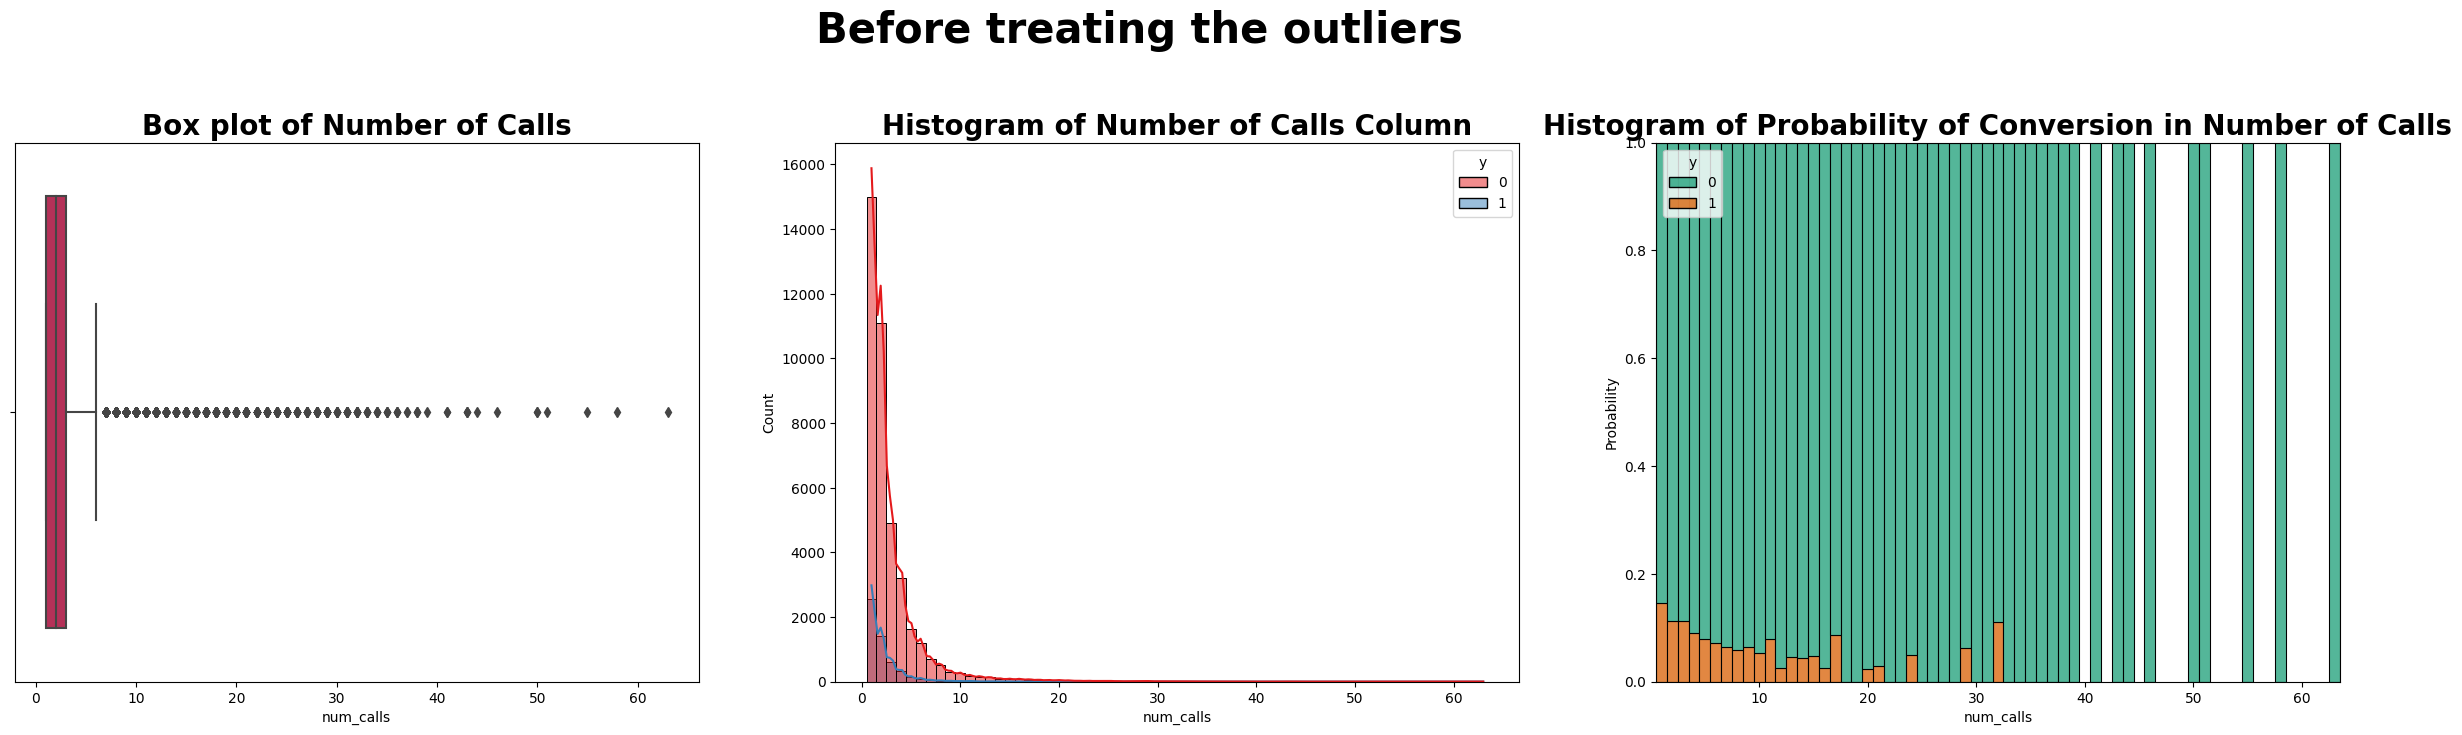 Before treating the outliers
Box plot of Number of Calls
0 10 20 30 40 50 60
num_calls
Histogram of Number of Calls Column
16000
14000
12000
10000
8000
6000
4000
2000
0
Count
y
0
1
0 10 20 30 40 50 60
num_calls
Histogram of Probability of Conversion in Number of Calls
1.0
0.8
0.6
0.4
0.2
0.0
Probability
y
0
1
10 20 30 40 50 60
num_calls